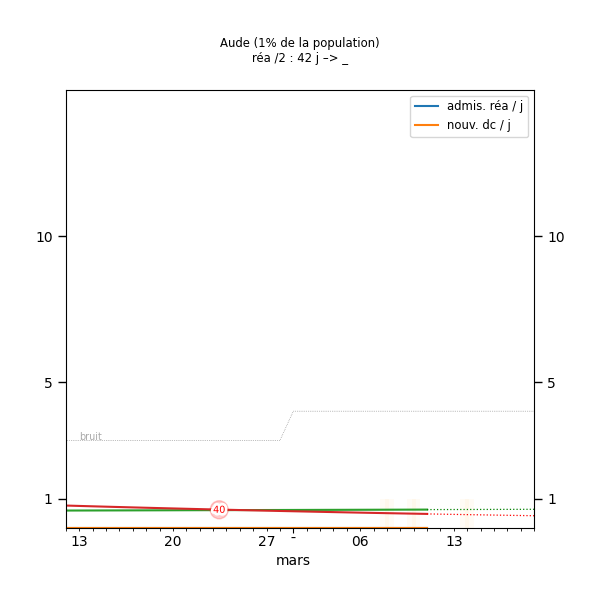 Aude (1% de la population)
réa /2 : 42 j –> _
admis. réa / j
nouv. dc / j
10 10
5 5
bruit
1 1
40
13 20 27 - 06 13
mars